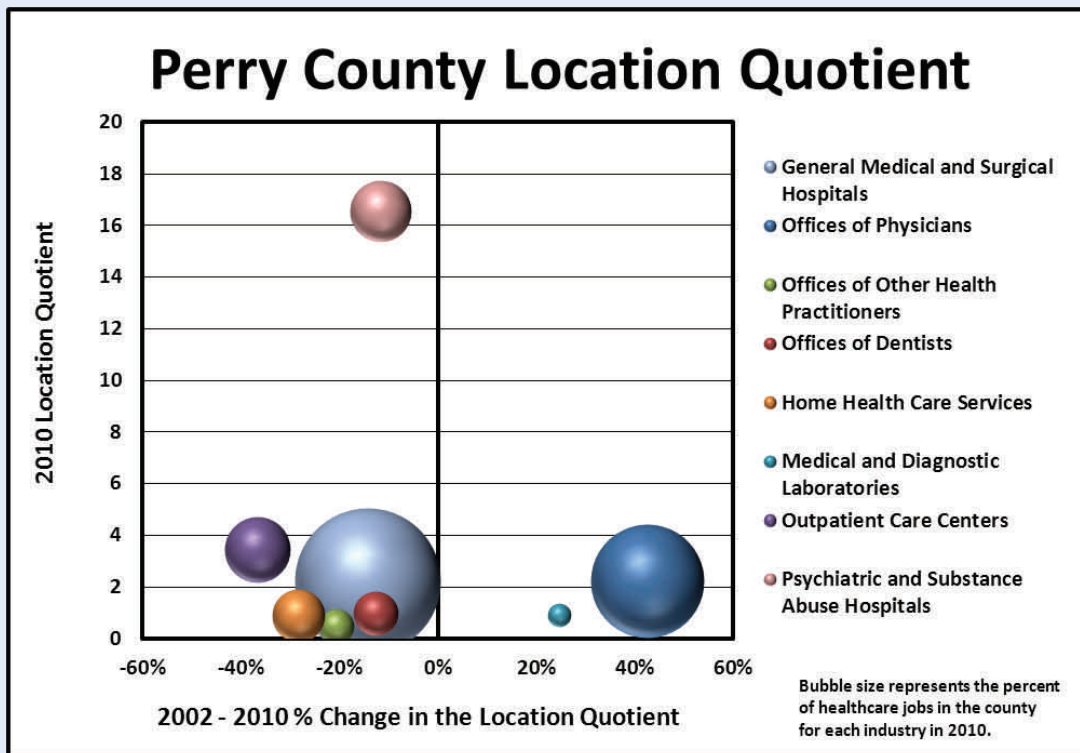 Perry County Location Quotient
20
18
16
14
12
10
8
6
4
2
0
2010 Location Quotient
-60%
-40%
-20%
0%
20%
40%
60%
2002 - 2010 % Change in the Location Quotient
General Medical and Surgical
Hospitals
Offices of Physicians
Offices of Other Health
Practitioners
Offices of Dentists
Home Health Care Services
Medical and Diagnostic
Laboratories
Outpatient Care Centers
Psychiatric and Substance
Abuse Hospitals
Bubble size represents the percent
of healthcare jobs in the county
for each industry in 2010.